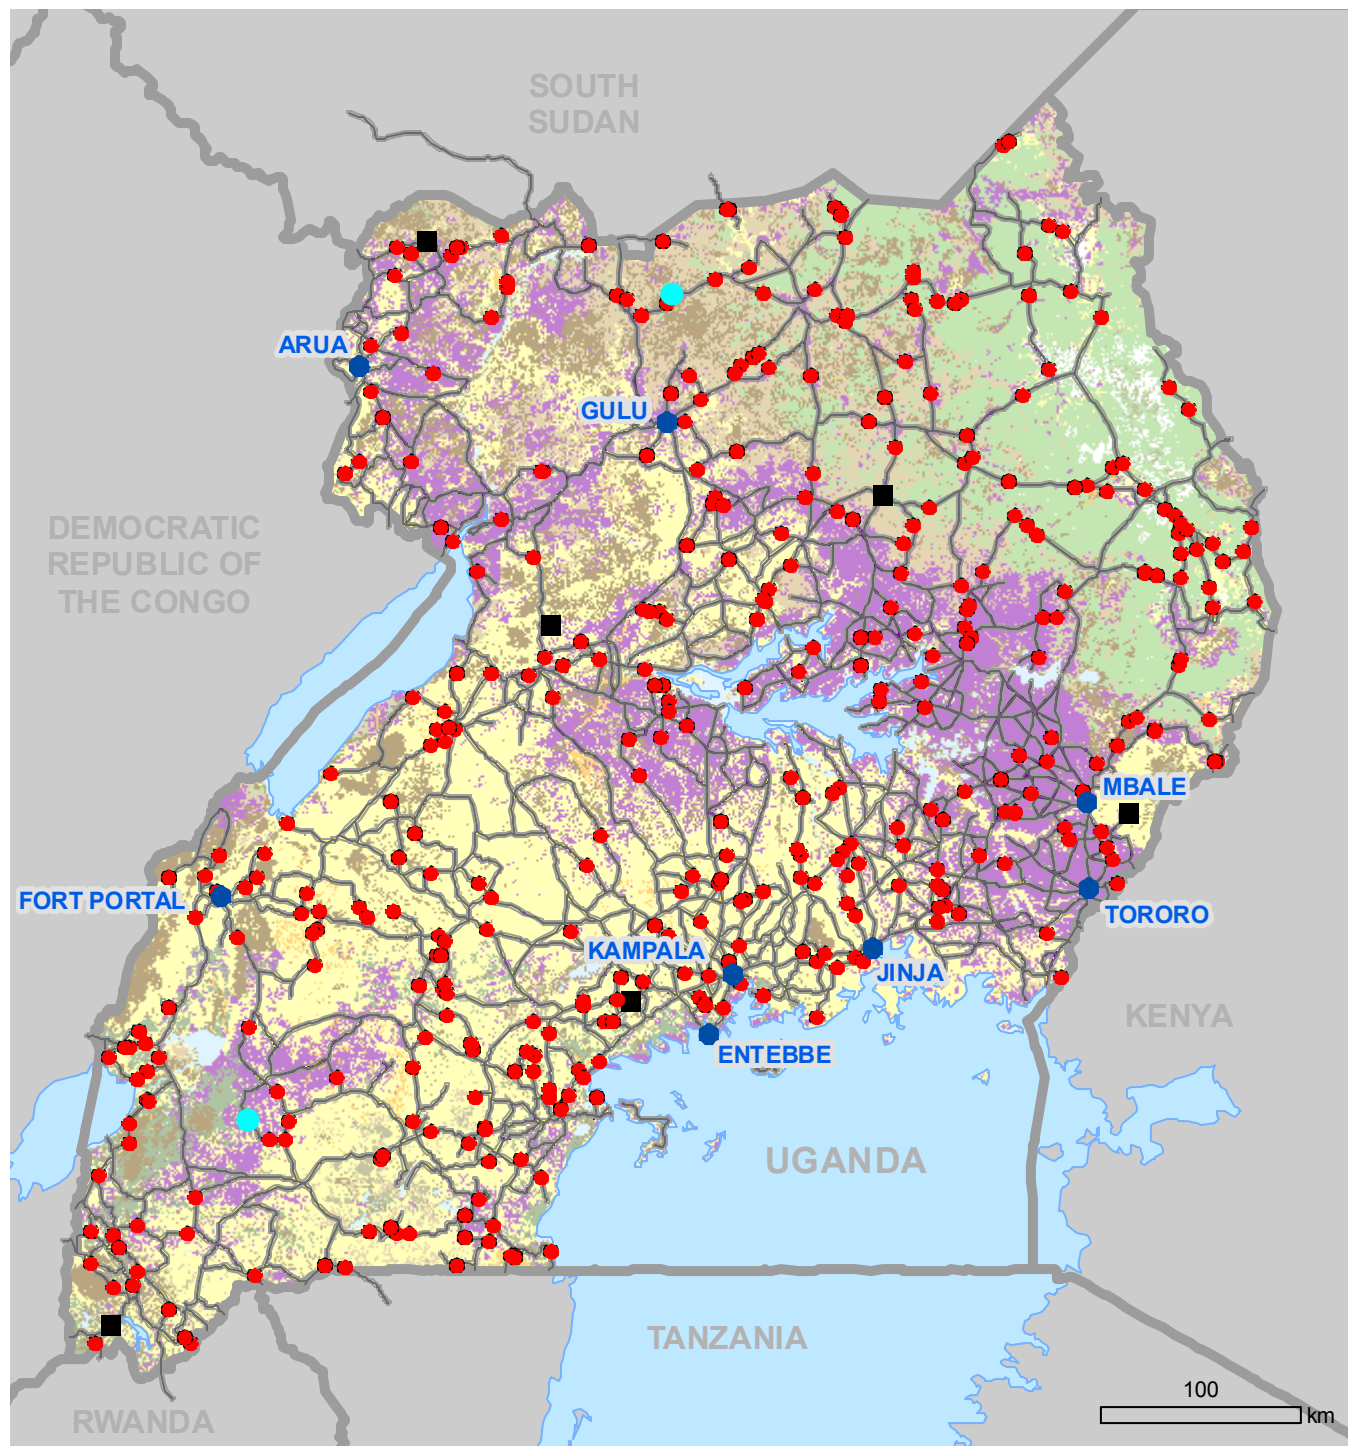 SOUTH
SUDAN
ARUA
GULU
DEMOCRATIC
REPUBLIC OF
THE CONGO
MBALE
FORT PORTAL
TORORO
KAMPALA
JINJA
KENYA
ENTEBBE
UGANDA
TANZANIA
100
km
RWANDA